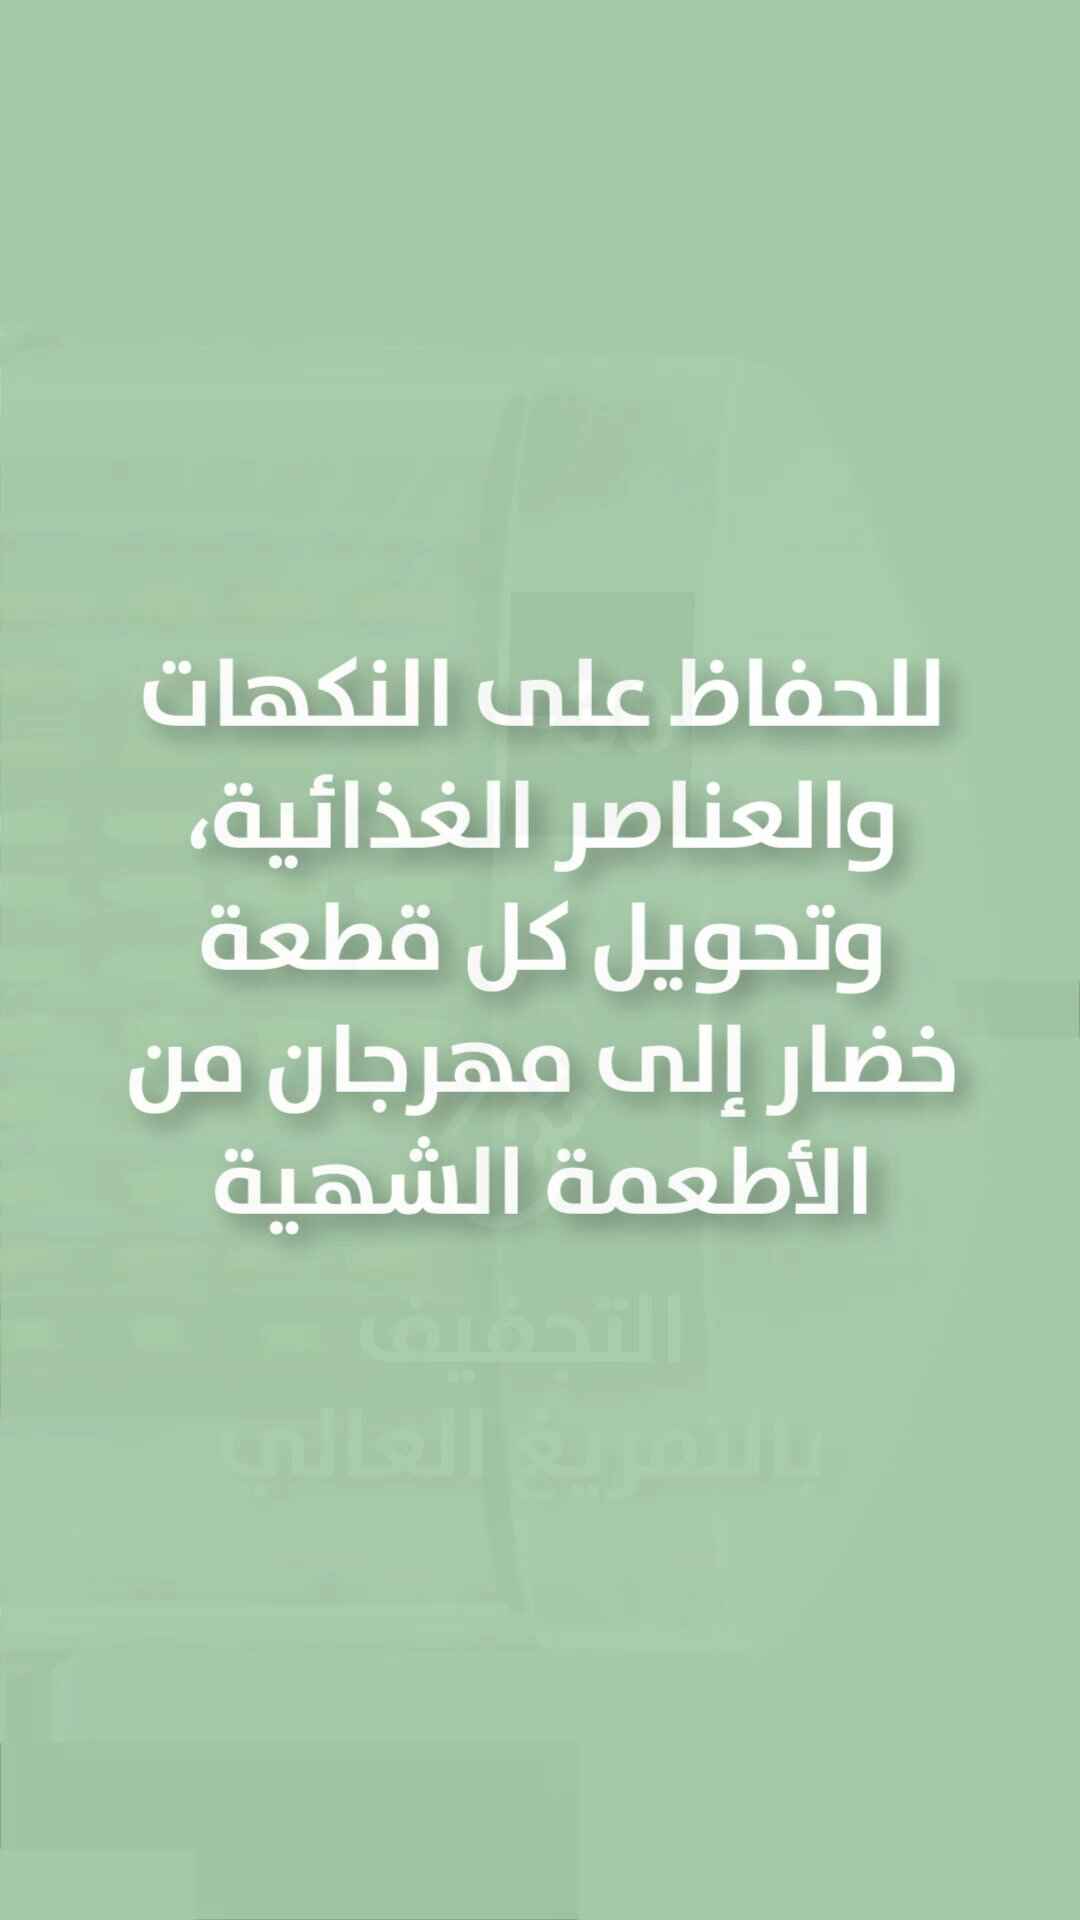 للحفاظ على النكهات
والعناصر الغذائية،
وتحويل كل قطعة
خضار إلى مهرجان من
الأطعمة الشهية
التجفيف
بالتفريغ العالي